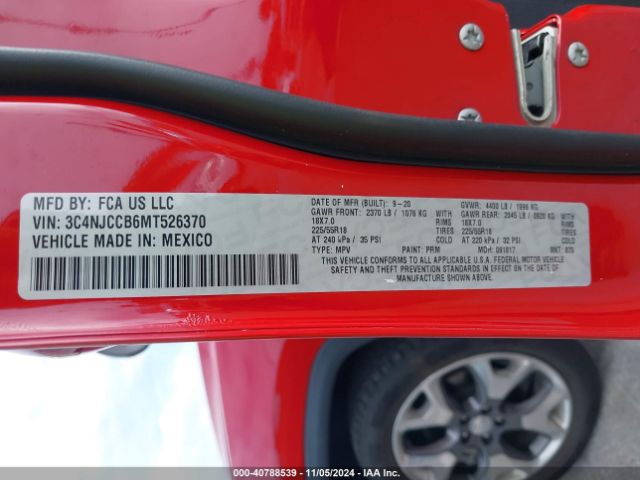 MFD BY: FCA US LLC
VIN: 3C4NJCCB6MT526370
VEHICLE MADE IN: MEXICO
DATE OF MFR (BUILT): 9-20
GVWR: 4400 LB / 1996 KG
GAWR FRONT: 2370 LB / 1076 KG WITH
GAWR REAR: 2045 LB / 0928 KG WITH
18X7.0 RIMS 18X7.0 RIMS
225/55R18 TIRES 225/55R18 TIRES
AT 240 kPa / 35 PSI COLD AT 220 kPa / 32 PSI COLD
TYPE: MPV PAINT: PRM MDH: 091817
THIS VEHICLE CONFORMS TO ALL APPLICABLE U.S.A. FEDERAL MOTOR VEHICLE
SAFETY AND THEFT PREVENTION STANDARDS IN EFFECT ON THE DATE OF
MANUFACTURE SHOWN ABOVE.
000-40788539 - 11/05/2024 - IAA Inc.